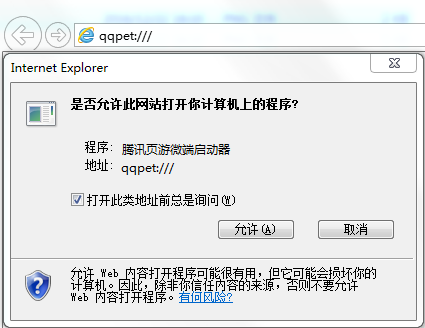 qqpet:///
Internet Explorer
是否允许此网站打开你计算机上的程序?
程序: 腾讯页游微端启动器
地址: qqpet:///
打开此类地址前总是询问(W)
允许(A)
取消
允许 Web 内容打开程序可能很有用，但它可能会损坏你的
计算机。因此，除非你信任内容的来源，否则不要允许
Web 内容打开程序。有何风险?